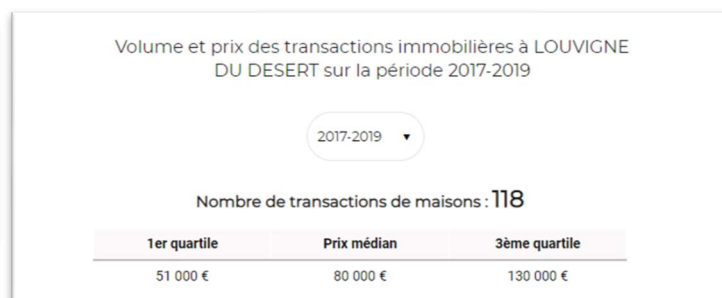 Volume et prix des transactions immobilières à LOUVIGNE
DU DESERT sur la période 2017-2019
2017-2019
Nombre de transactions de maisons : 118
1er quartile Prix médian 3ème quartile
51 000 € 80 000 € 130 000 €